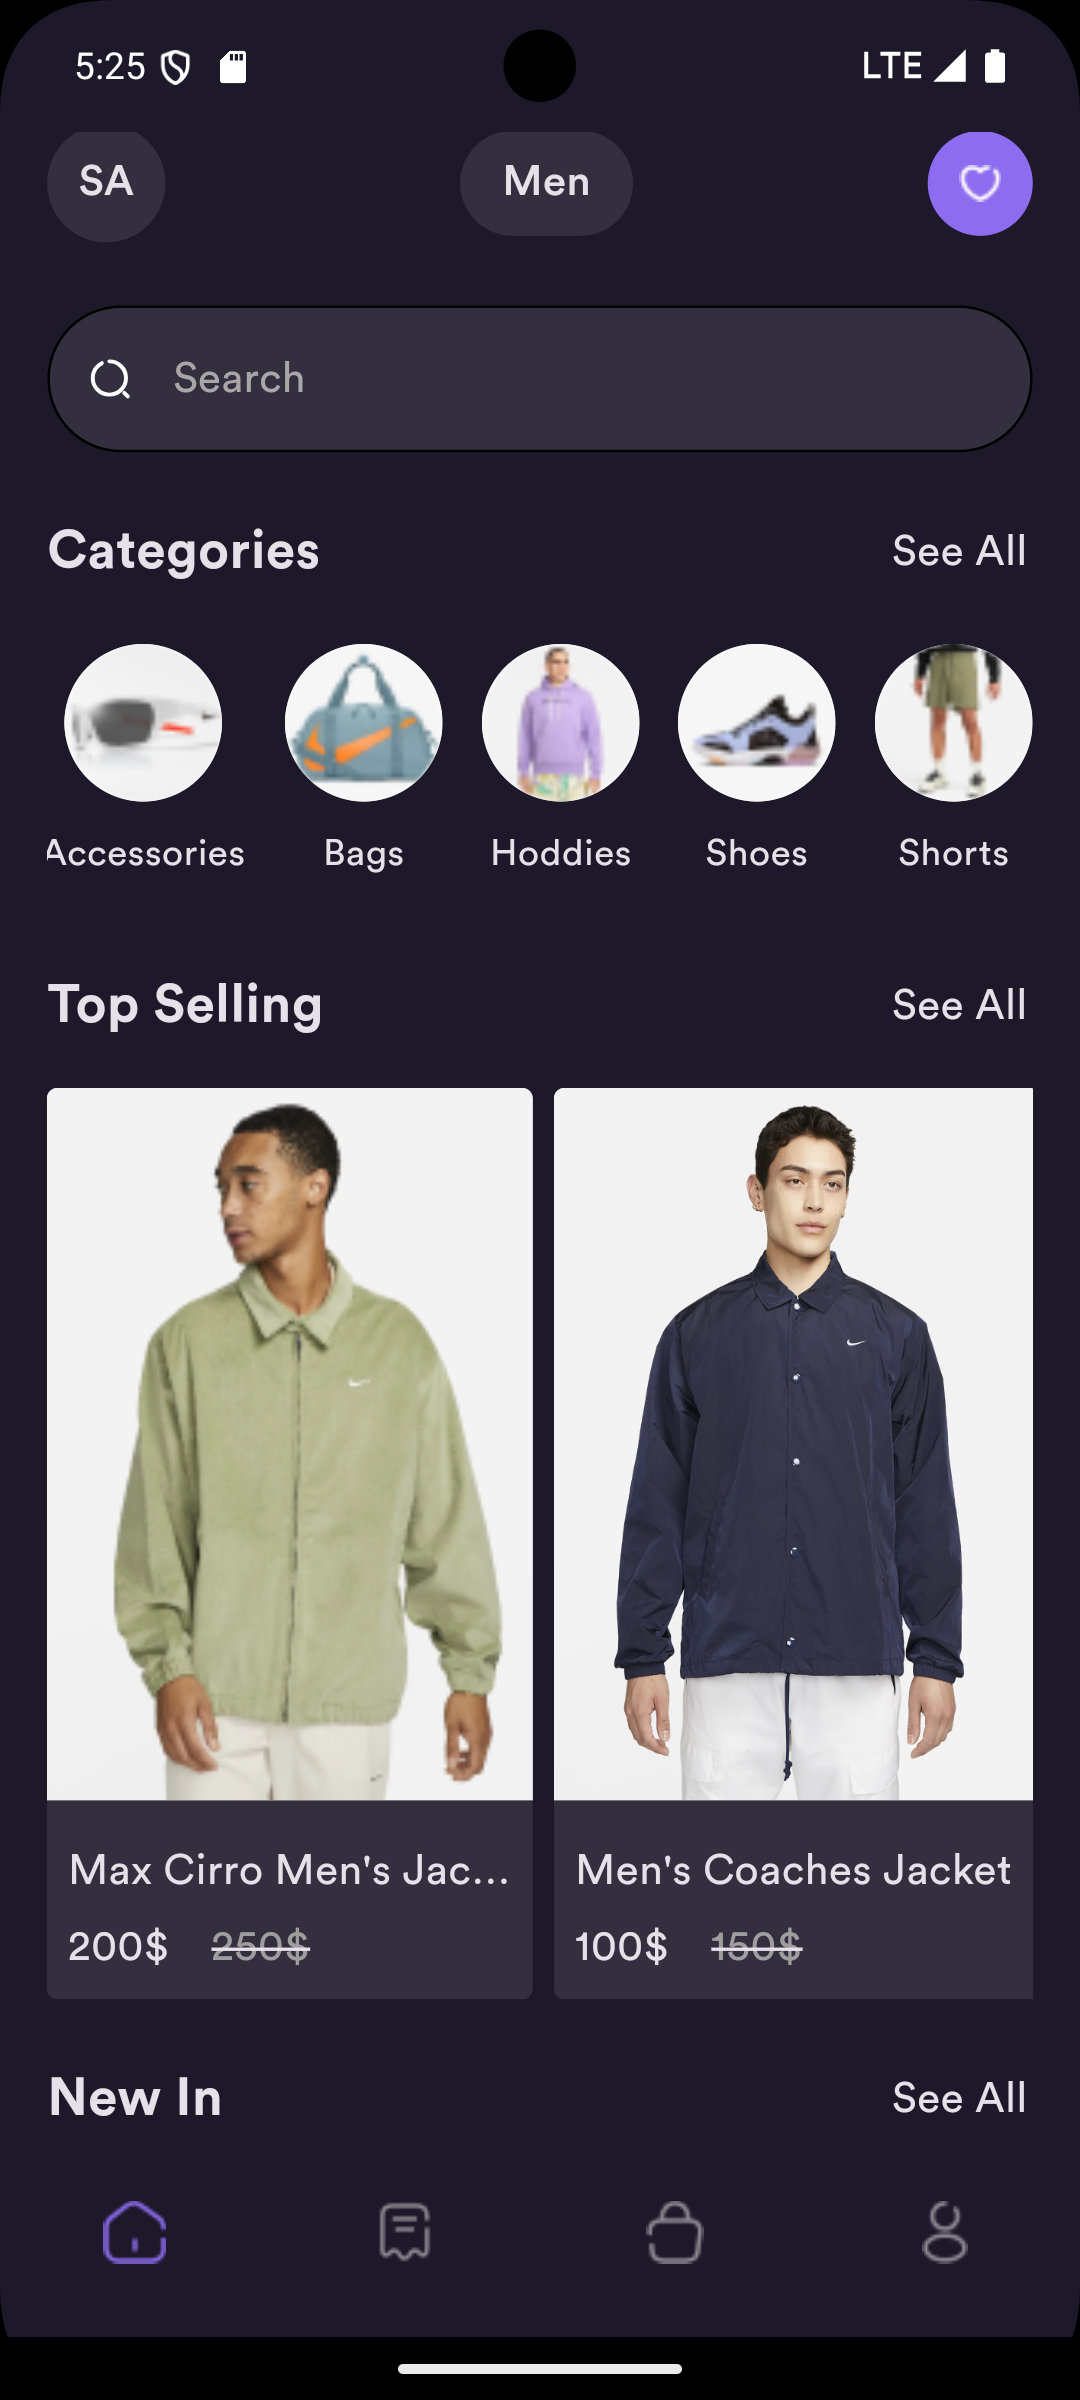 5:25 LTE
SA Men
Search
Categories See All
Accessories Bags Hoddies Shoes Shorts
Top Selling See All
Max Cirro Men's Jac... Men's Coaches Jacket
200$ 250$ 100$ 150$
New In See All